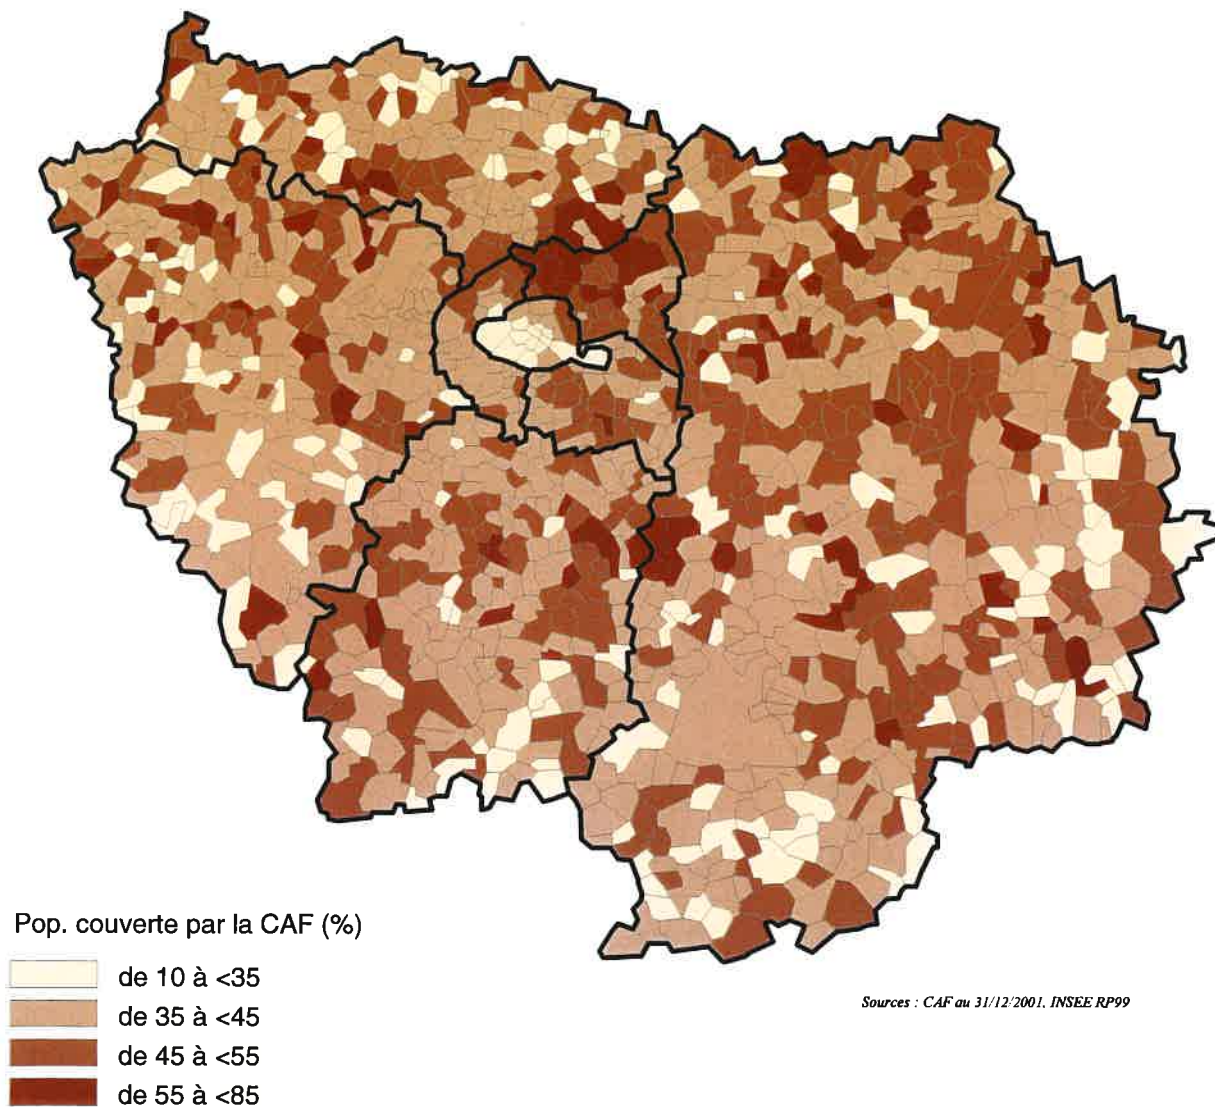 Pop. couverte par la CAF (%)
de 10 à <35
de 35 à <45
de 45 à <55
de 55 à <85
Sources : CAF au 31/12/2001, INSEE RP99